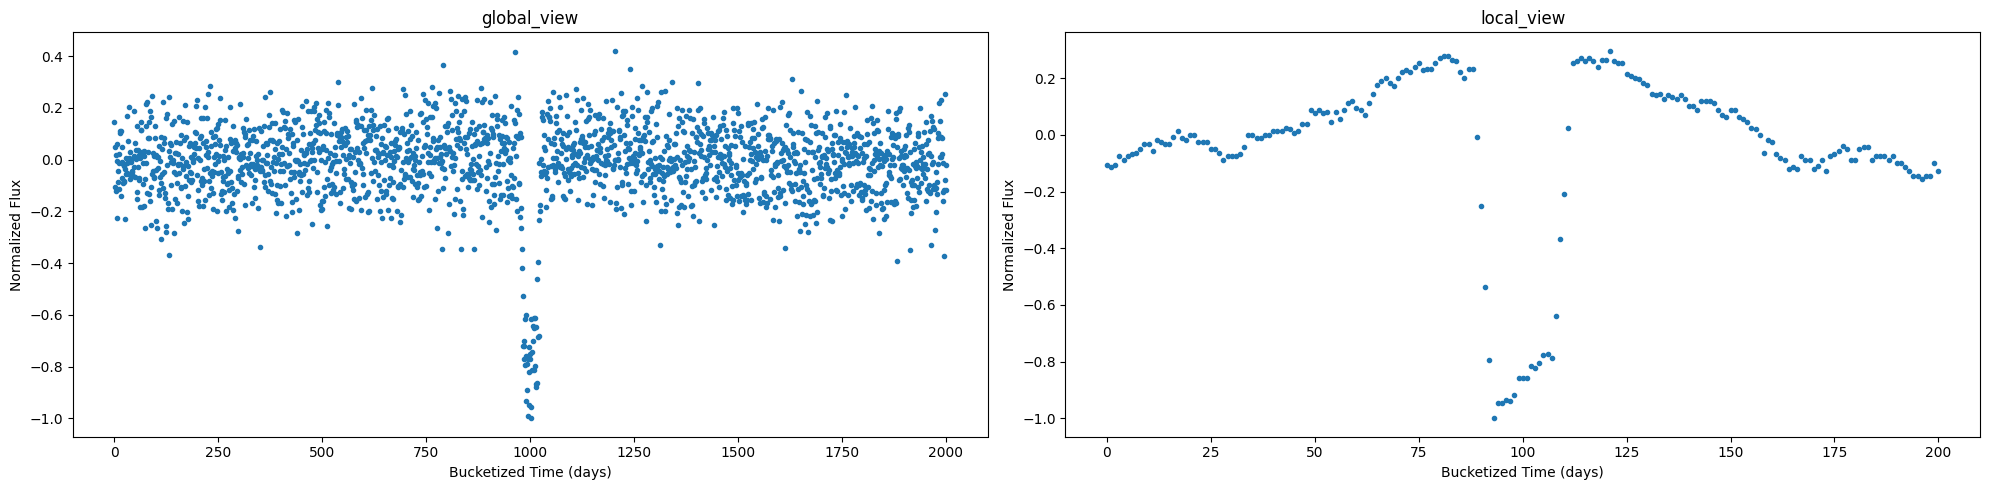 global_view
0.4
0.2
0.0
−0.2
−0.4
−0.6
−0.8
−1.0
Normalized Flux
0 250 500 750 1000 1250 1500 1750 2000
Bucketized Time (days)
local_view
0.2
0.0
−0.2
−0.4
−0.6
−0.8
−1.0
Normalized Flux
0 25 50 75 100 125 150 175 200
Bucketized Time (days)